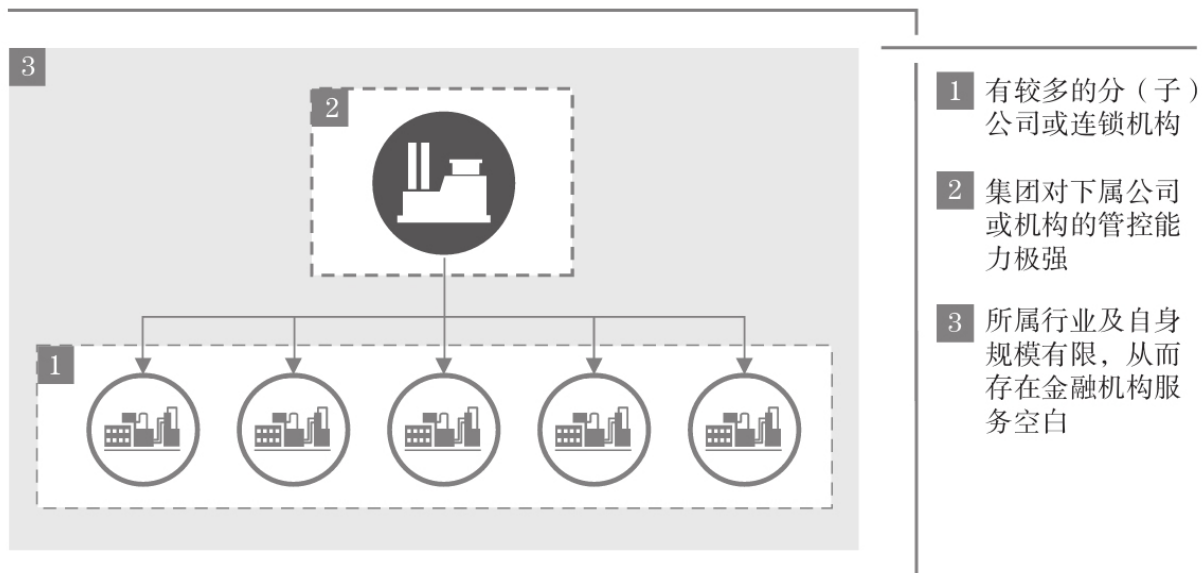 3
2
1
1 有较多的分（子）
公司或连锁机构
2 集团对下属公司
或机构的管控能
力极强
3 所属行业及自身
规模有限，从而
存在金融机构服
务空白